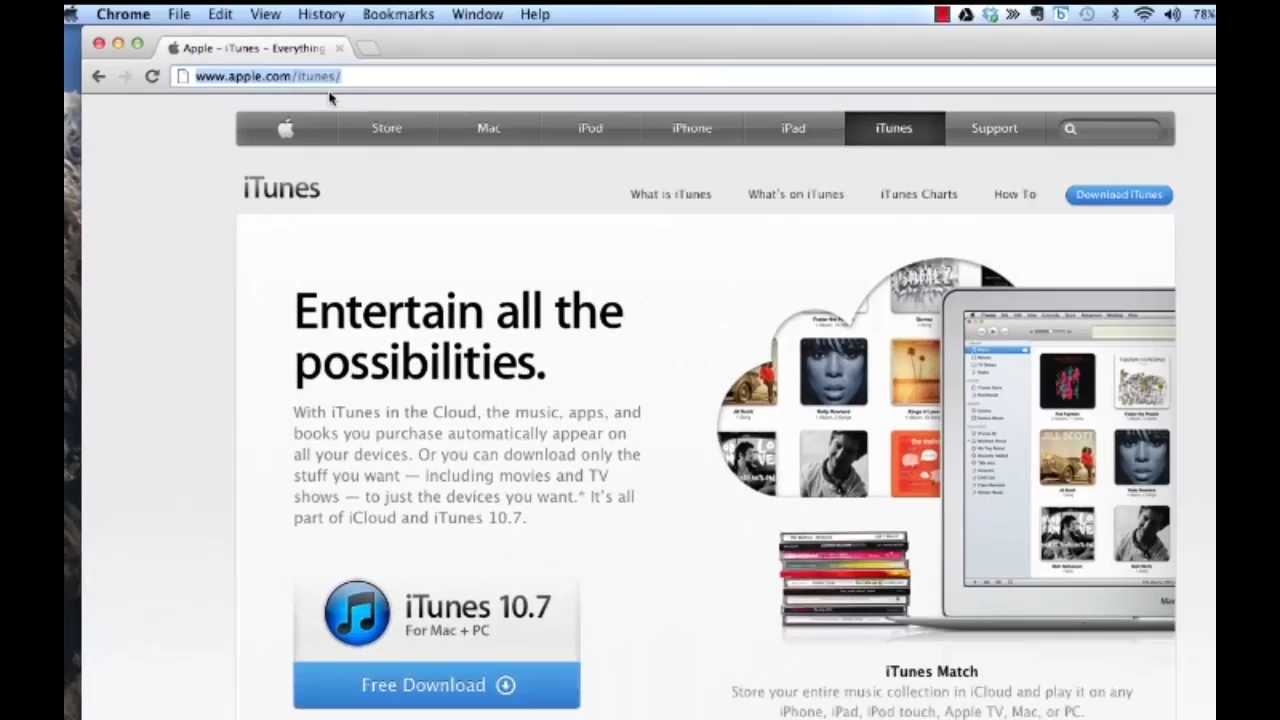 Chrome File Edit View History Bookmarks Window Help 78%
Apple - iTunes - Everything
www.apple.com/itunes/
Store Mac iPod iPhone iPad iTunes Support
iTunes
What is iTunes What's on iTunes iTunes Charts How To Download iTunes
Entertain all the
possibilities.
With iTunes in the Cloud, the music, apps, and
books you purchase automatically appear on
all your devices. Or you can download only the
stuff you want — including movies and TV
shows — to just the devices you want.* It's all
part of iCloud and iTunes 10.7.
iTunes 10.7
For Mac + PC
Free Download
Jill Scott
Kelly Rowland
JILL SCOTT
iTunes Match
Store your entire music collection in iCloud and play it on any
iPhone, iPad, iPod touch, Apple TV, Mac, or PC.